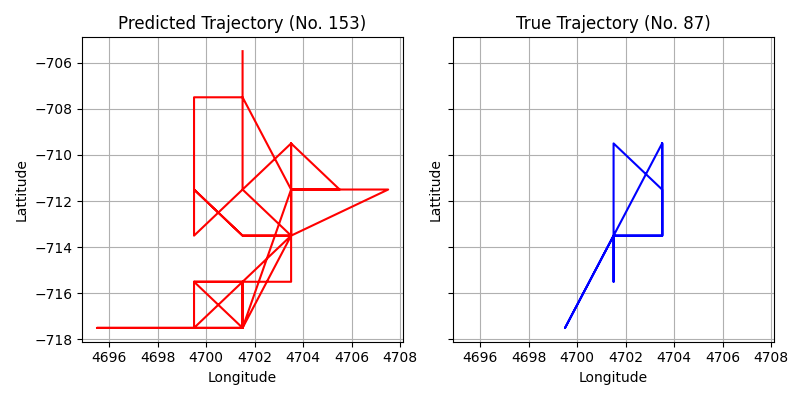 Predicted Trajectory (No. 153)
True Trajectory (No. 87)
Lattitude
−706
−708
−710
−712
−714
−716
−718
4696 4698 4700 4702 4704 4706 4708
Longitude
Lattitude
4696 4698 4700 4702 4704 4706 4708
Longitude